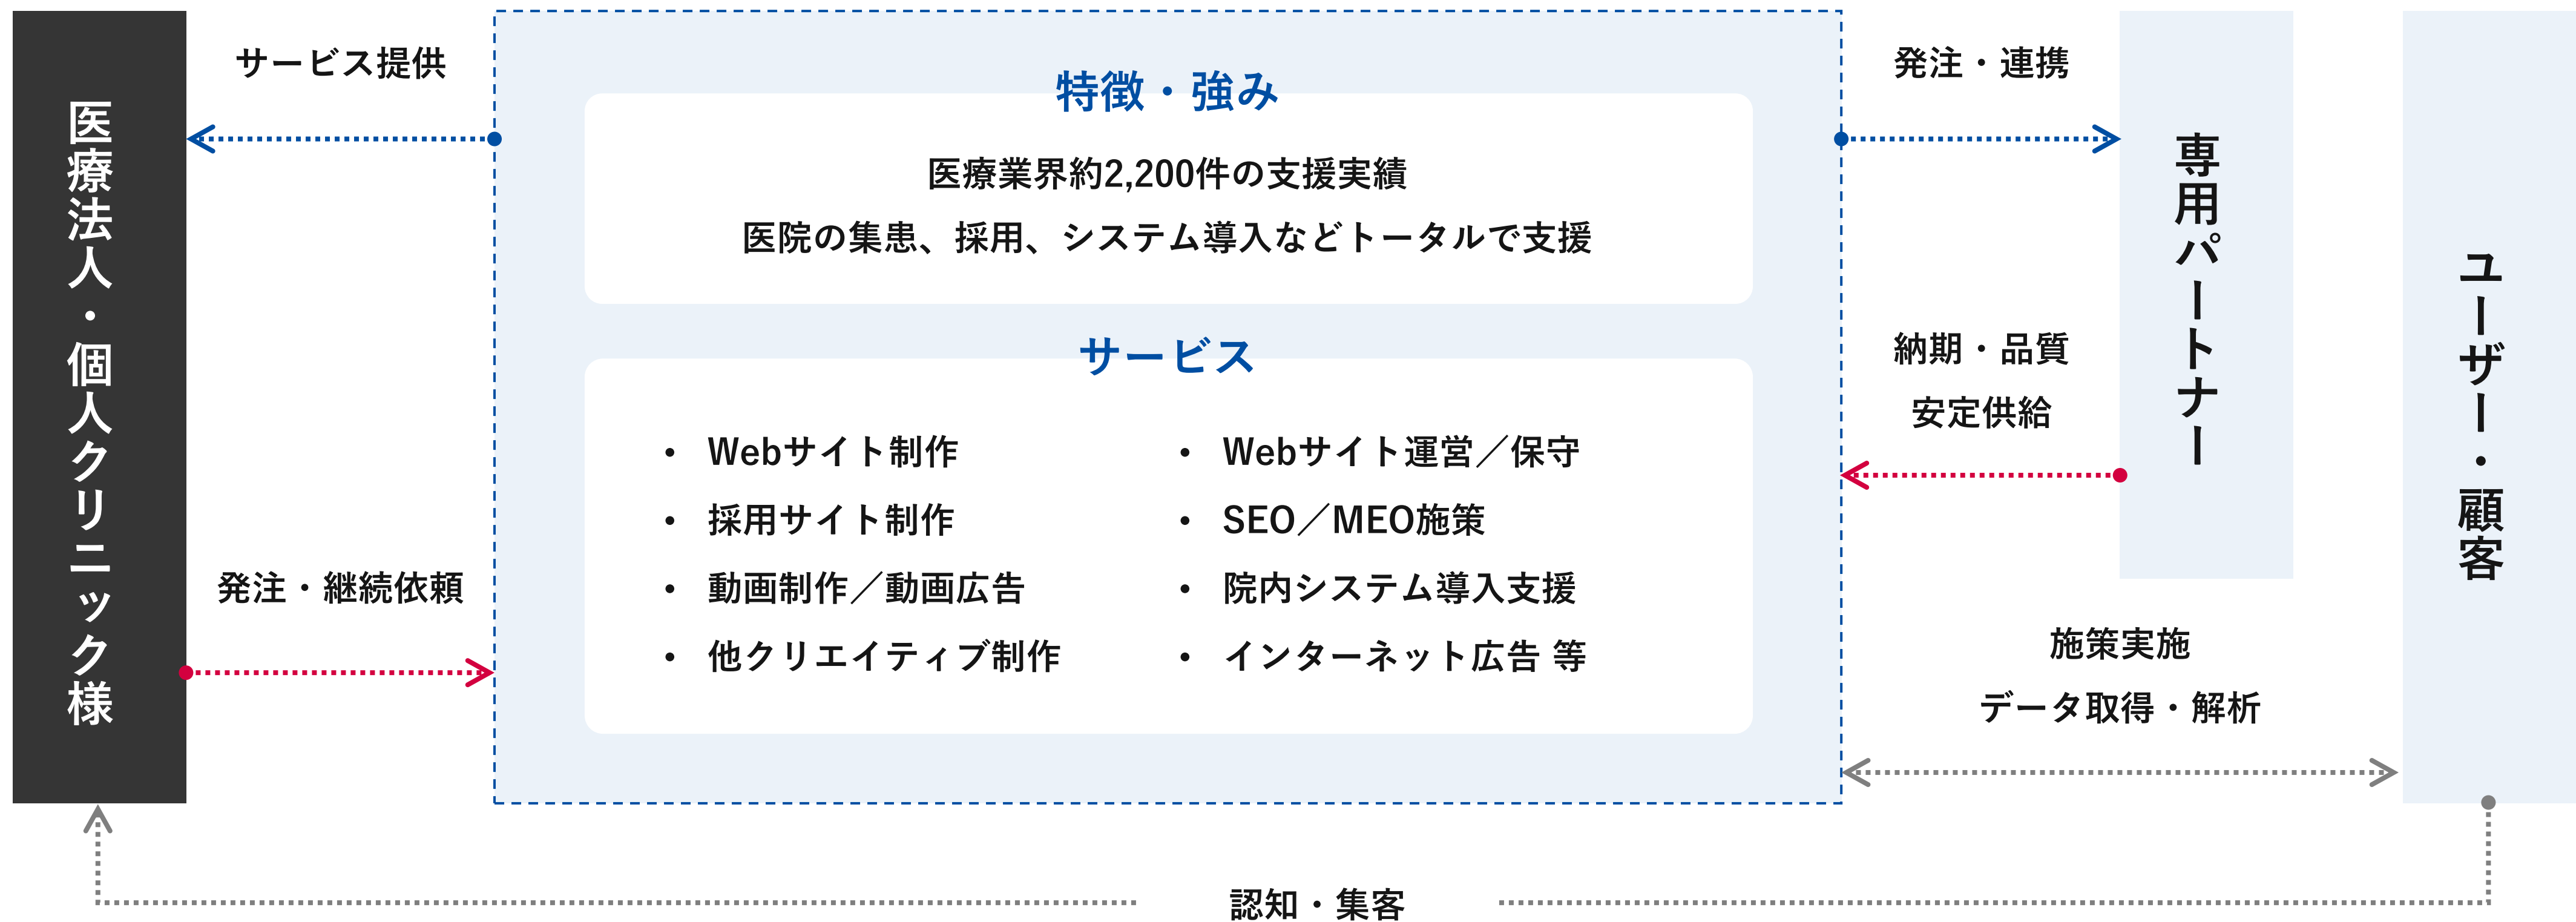 医療法人・個人クリニック様
サービス提供
発注・継続依頼
特徴・強み
医療業界約2,200件の支援実績
医院の集患、採用、システム導入などトータルで支援
サービス
• Webサイト制作
• 採用サイト制作
• 動画制作／動画広告
• 他クリエイティブ制作
• Webサイト運営／保守
• SEO／MEO施策
• 院内システム導入支援
• インターネット広告 等
発注・連携
納期・品質
安定供給
専用パートナー
施策実施
データ取得・解析
ユーザー・顧客
認知・集客